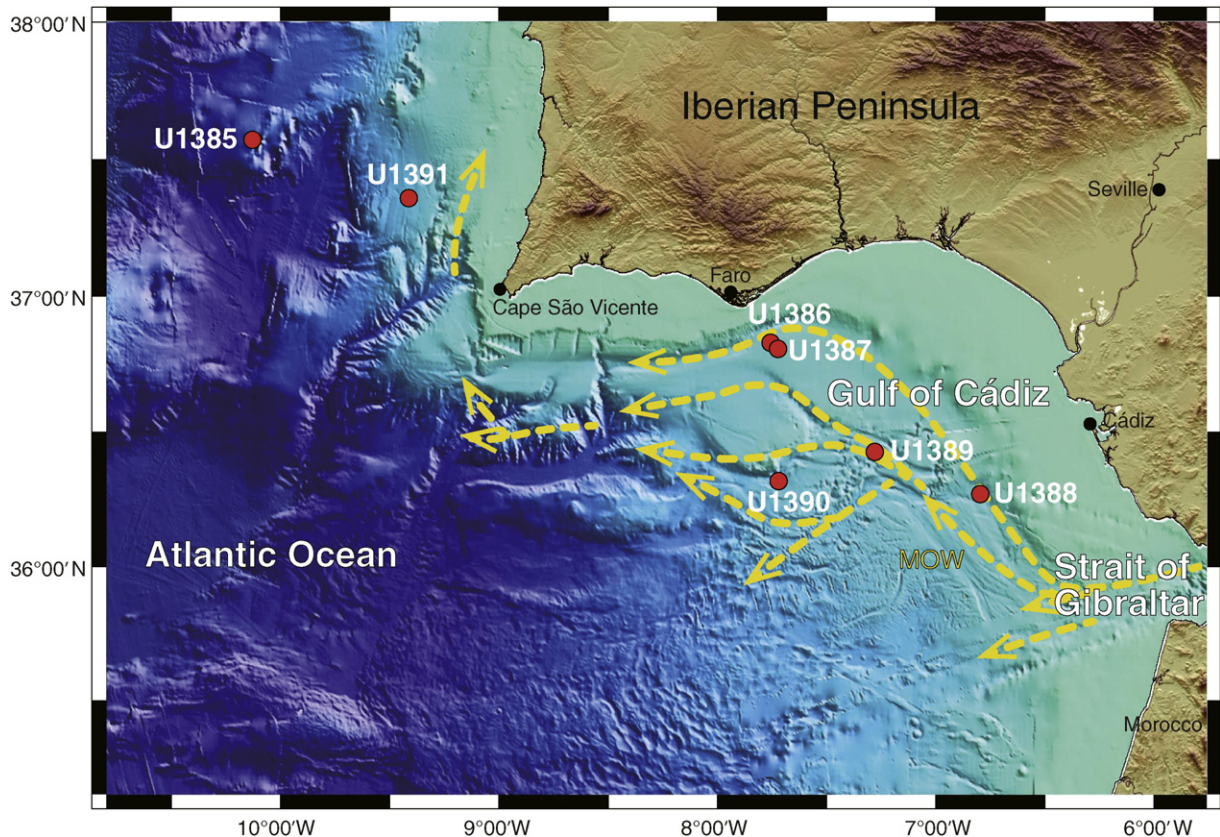 38°00′N
Iberian Peninsula
U1385
U1391
Seville
37°00′N
Faro
Cape São Vicente
U1386
U1387
Gulf of Cádiz
Cádiz
U1389
U1390
U1388
Atlantic Ocean
MOW
36°00′N
Strait of
Gibraltar
Morocco
10°00′W
9°00′W
8°00′W
7°00′W
6°00′W